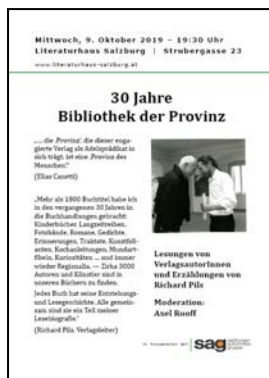 Mittwoch, 9. Oktober 2019 – 19:30 Uhr
Literaturhaus Salzburg | Strubergasse 23
www.literaturhaus-salzburg.at
30 Jahre
Bibliothek der Provinz
„... die ‚Provinz‘, die dieser enga-
gierte Verlag als Adelsprädikat in
sich trägt, ist eine ‚Provinz des
Menschen‘.“
(Elias Canetti)
„Mehr als 1800 Buchtitel habe ich
in den vergangenen 30 Jahren in
die Buchhandlungen gebracht:
Kinderbücher, Langzeitreihen,
Fotobände, Romane, Gedichte,
Erinnerungen, Traktate, Kunstfoli-
anten, Kochanleitungen, Mundart-
fibeln, Kuriositäten ... und immer
wieder Regionalia. — Zirka 3000
Autoren und Künstler sind in
unseren Büchern zu finden.
Jedes Buch hat seine Entstehungs-
und Lesegeschichte. Alle gemein-
sam sind sie ein Teil meiner
Lesebiografie.“
(Richard Pils, Verlagsleiter)
Lesungen von
VerlagsautorInnen
und Erzählungen von
Richard Pils
Moderation:
Axel Ruoff
in Kooperation mit
sag